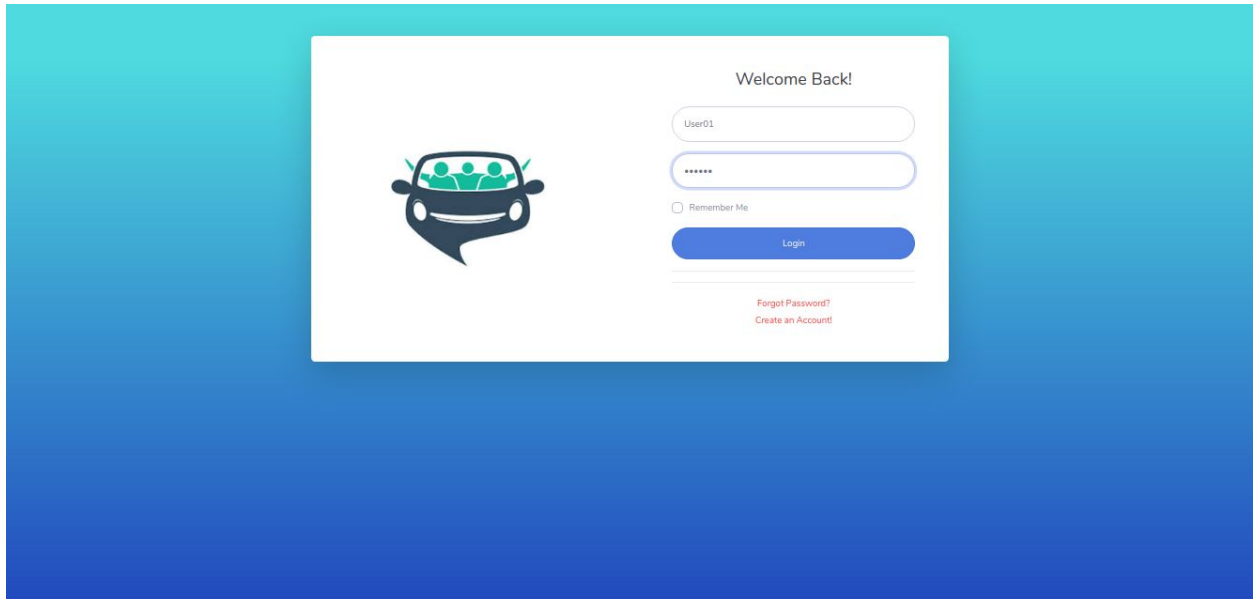 Welcome Back!
User01
••••••
Remember Me
Login
Forgot Password?
Create an Account!